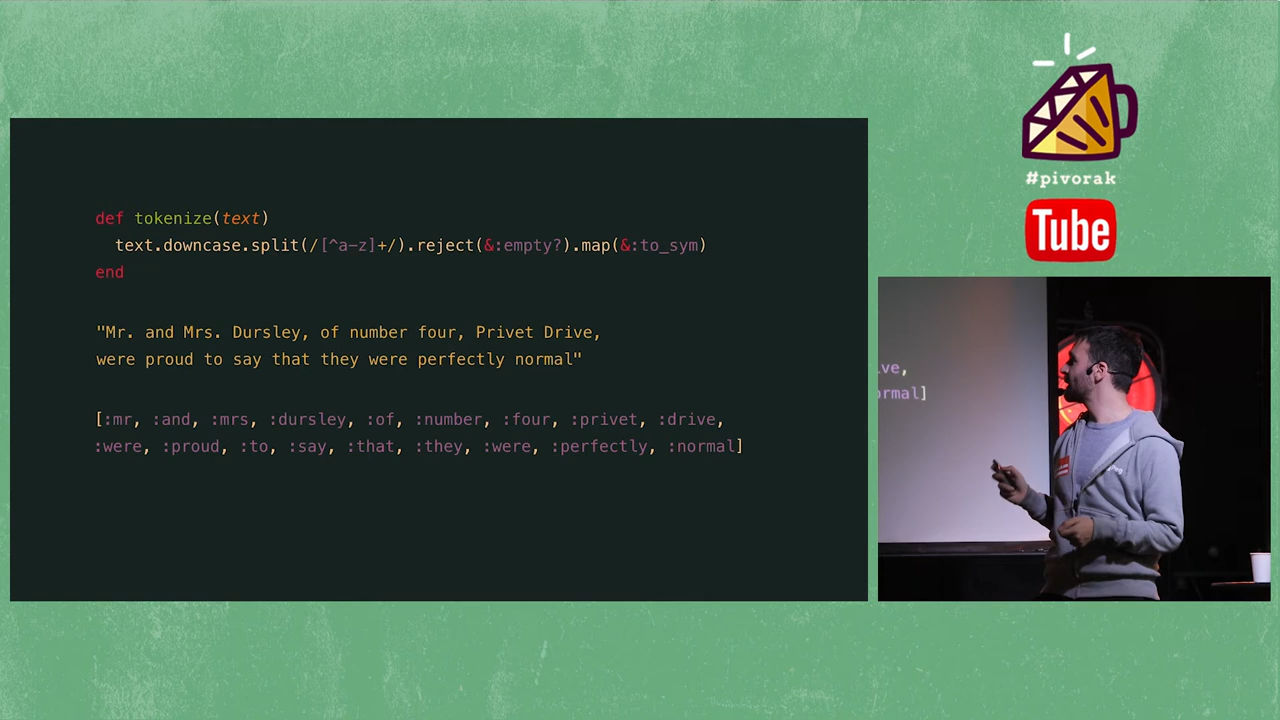 def tokenize(text)
  text.downcase.split(/[^a-z]+/).reject(&:empty?).map(&:to_sym)
end
"Mr. and Mrs. Dursley, of number four, Privet Drive,
were proud to say that they were perfectly normal"
[:mr, :and, :mrs, :dursley, :of, :number, :four, :privet, :drive,
:were, :proud, :to, :say, :that, :they, :were, :perfectly, :normal]
#pivorak
Tube
ive,
ormal]